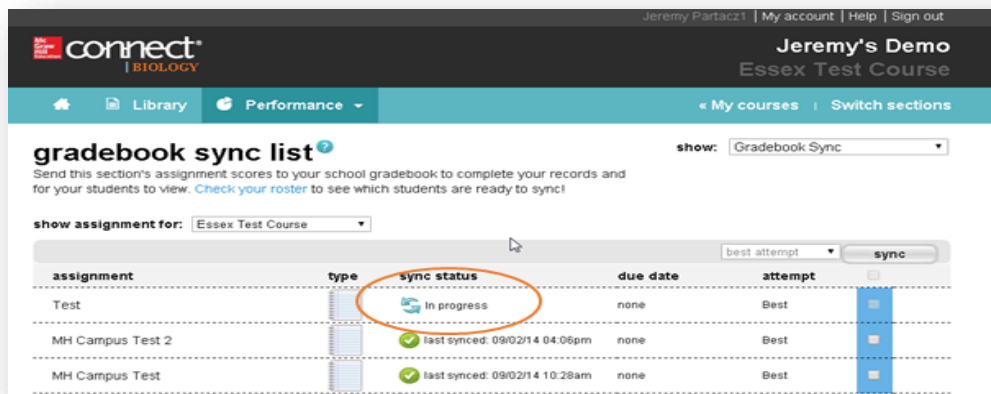 Jeremy Partacz1 | My account | Help | Sign out
Mc Graw Hill Education connect® Jeremy's Demo
| BIOLOGY Essex Test Course
Library Performance « My courses | Switch sections
gradebook sync list ? show: Gradebook Sync
Send this section's assignment scores to your school gradebook to complete your records and
for your students to view. Check your roster to see which students are ready to sync!
show assignment for: Essex Test Course
best attempt sync
assignment type sync status due date attempt
Test In progress none Best
MH Campus Test 2 last synced: 09/02/14 04:06pm none Best
MH Campus Test last synced: 09/02/14 10:28am none Best